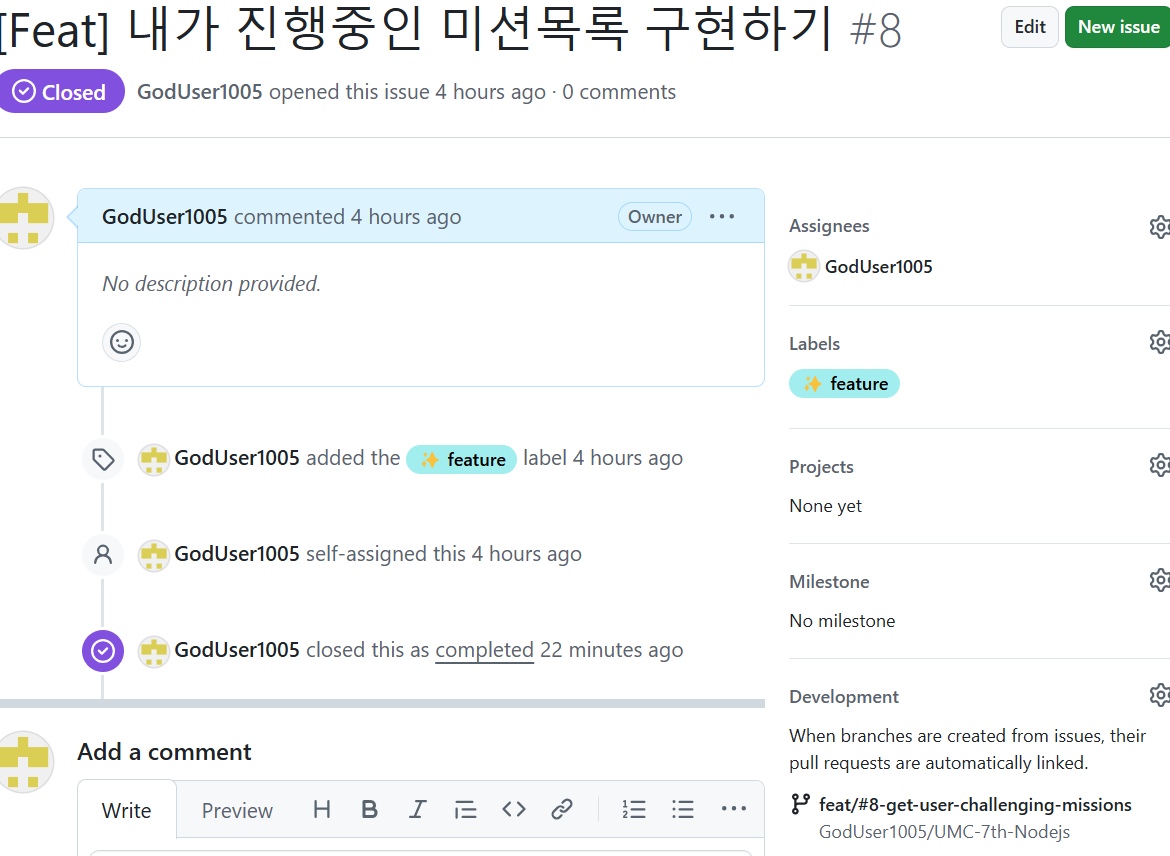 [Feat] 내가 진행중인 미션목록 구현하기 #8
Edit
New issue
Closed
GodUser1005 opened this issue 4 hours ago · 0 comments
GodUser1005 commented 4 hours ago
Owner
No description provided.
GodUser1005 added the ✨ feature label 4 hours ago
GodUser1005 self-assigned this 4 hours ago
GodUser1005 closed this as completed 22 minutes ago
Add a comment
Write
Preview
Assignees
GodUser1005
Labels
✨ feature
Projects
None yet
Milestone
No milestone
Development
When branches are created from issues, their
pull requests are automatically linked.
feat/#8-get-user-challenging-missions
GodUser1005/UMC-7th-Nodejs